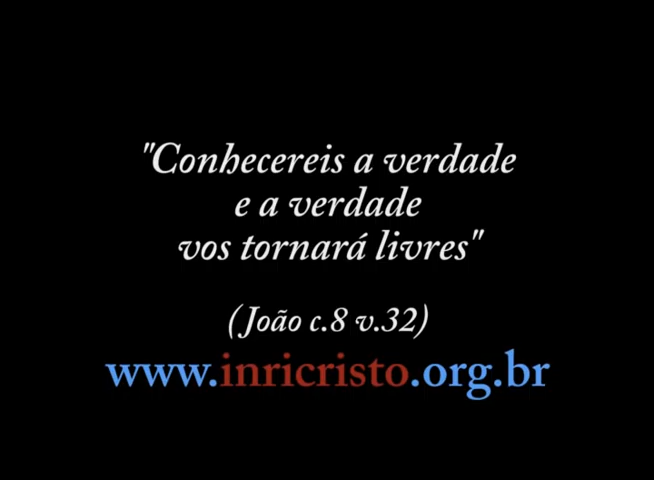 "Conhecereis a verdade
e a verdade
vos tornará livres"
(João c.8 v.32)
www.inricristo.org.br